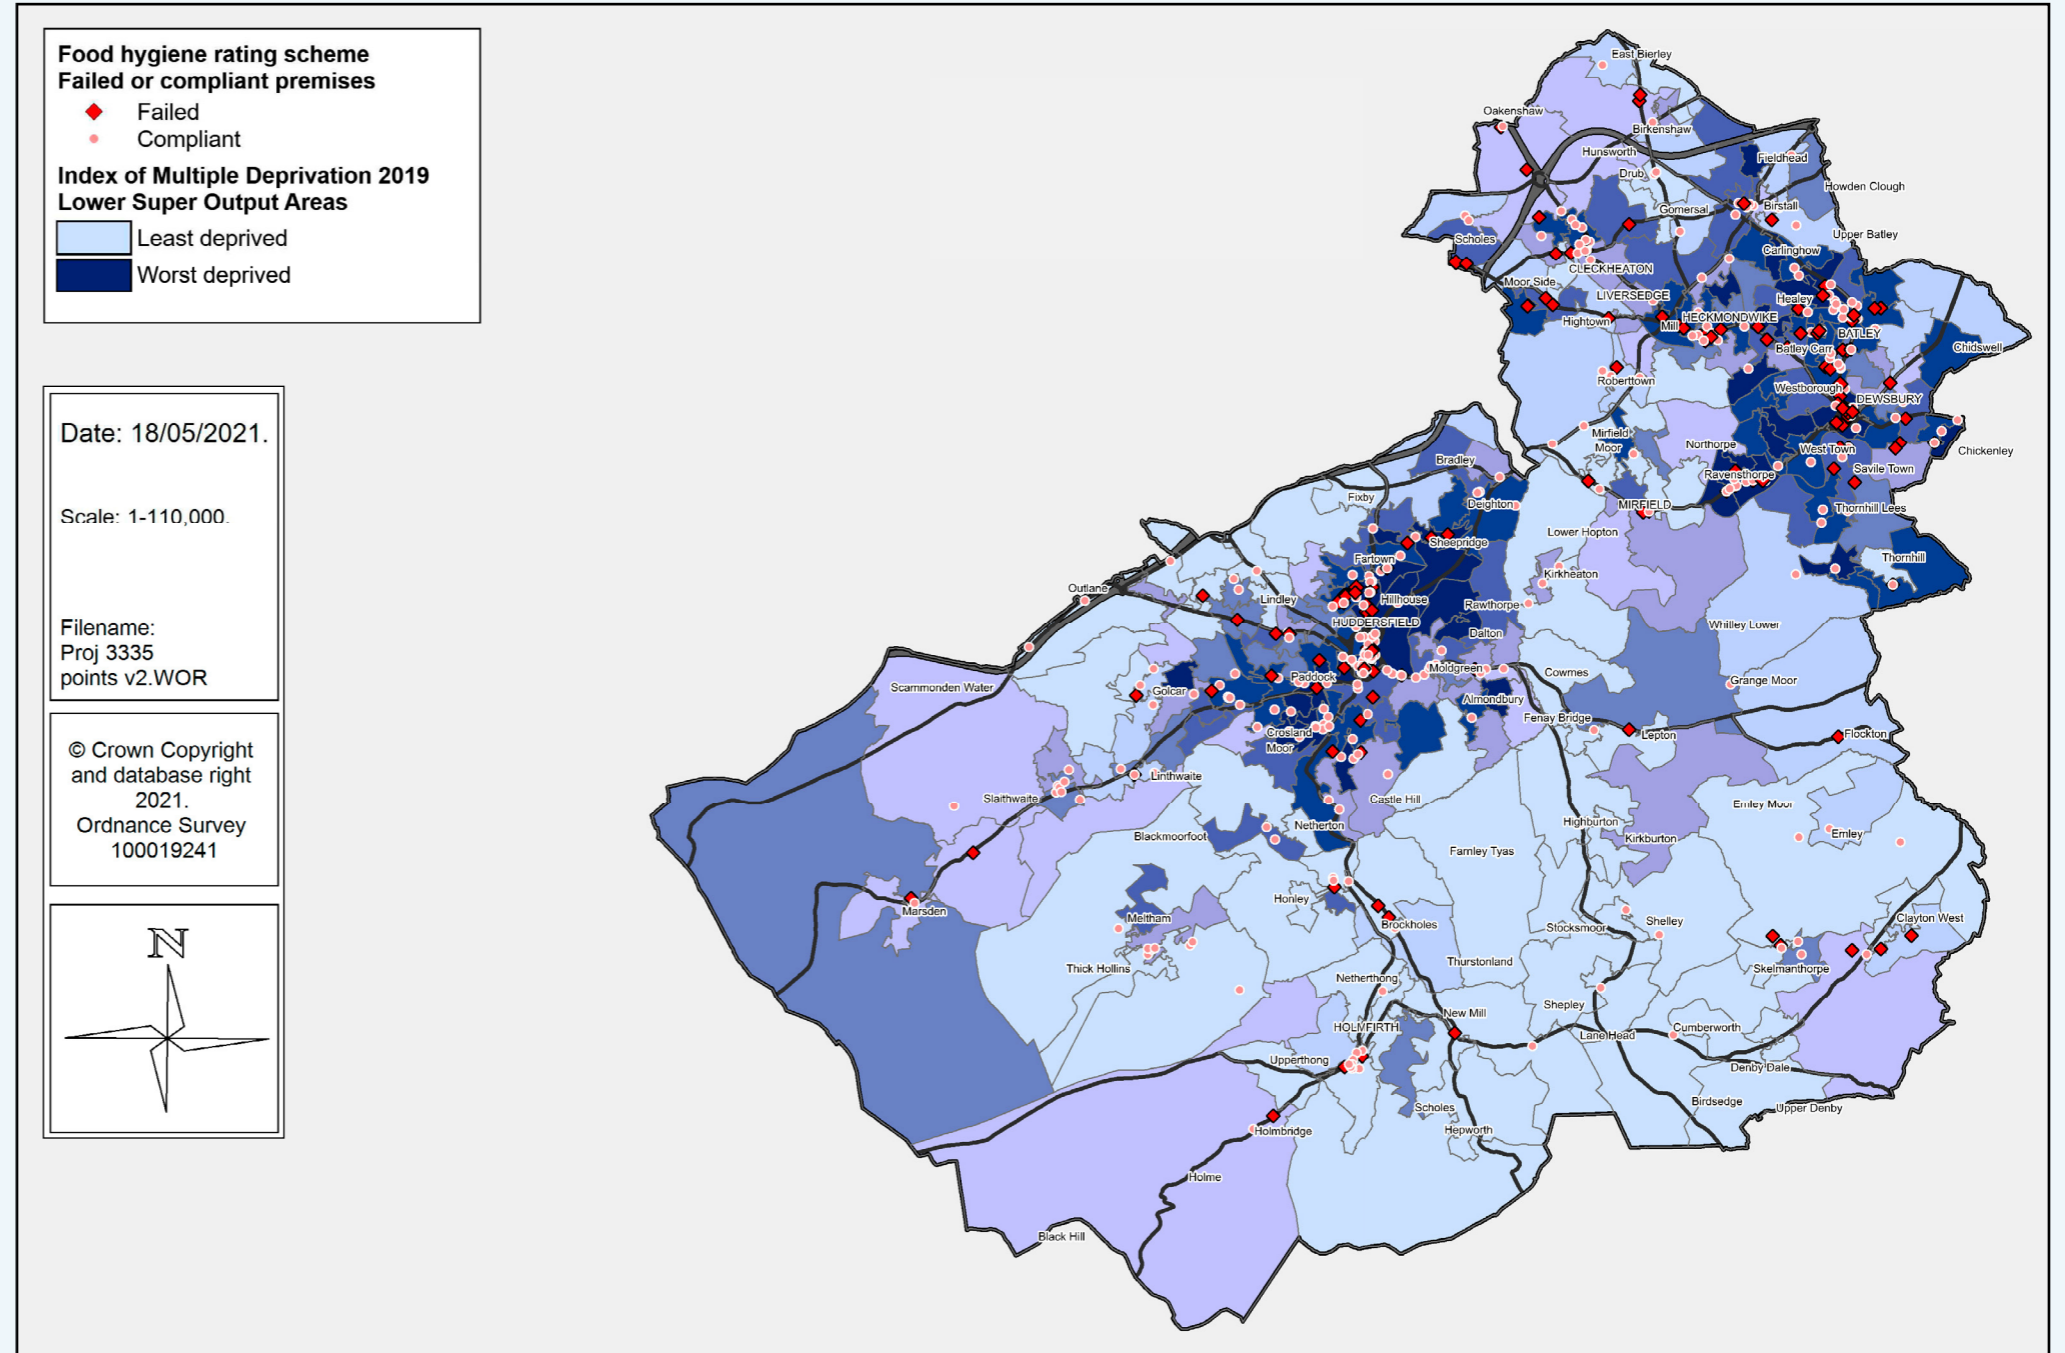 Food hygiene rating scheme
Failed or compliant premises
Failed
Compliant
Index of Multiple Deprivation 2019
Lower Super Output Areas
Least deprived
Worst deprived
Date: 18/05/2021.
Scale: 1-110,000.
Filename:
Proj 3335
points v2.WOR
© Crown Copyright
and database right
2021.
Ordnance Survey
100019241
N
East Bierley
Oakenshaw
Birkenshaw
Hunsworth
Fieldhead
Drub
Howden Clough
Gomersal
Birstall
Scholes
Upper Batley
Carlinghow
CLECKHEATON
Moor Side
LIVERSEDGE
Healey
Hightown
Mill
HECKMONDWIKE
BATLEY
Batley Carr
Chidswell
Roberttown
Westborough
DEWSBURY
Mirfield
Moor
Northorpe
West Town
Chickenley
Bradley
Ravensthorpe
Savile Town
Fixby
Deighton
MIRFIELD
Thornhill Lees
Lower Hopton
Sheepridge
Fartown
Thornhill
Kirkheaton
Outlane
Lindley
Hillhouse
Rawthorpe
HUDDERSFIELD
Whitley Lower
Dalton
Moldgreen
Cowmes
Paddock
Grange Moor
Scammonden Water
Golcar
Almondbury
Fenay Bridge
Crosland
Moor
Lepton
Flockton
Linthwaite
Slaithwaite
Castle Hill
Emley Moor
Netherton
Highburton
Blackmoorfoot
Emley
Kirkburton
Farnley Tyas
Honley
Marsden
Meltham
Brockholes
Shelley
Clayton West
Stocksmoor
Thick Hollins
Thurstonland
Skelmanthorpe
Netherthong
Shepley
New Mill
HOLMFIRTH
Cumberworth
Lane Head
Upperthong
Denby Dale
Birdsedge
Scholes
Upper Denby
Holmbridge
Hepworth
Holme
Black Hill